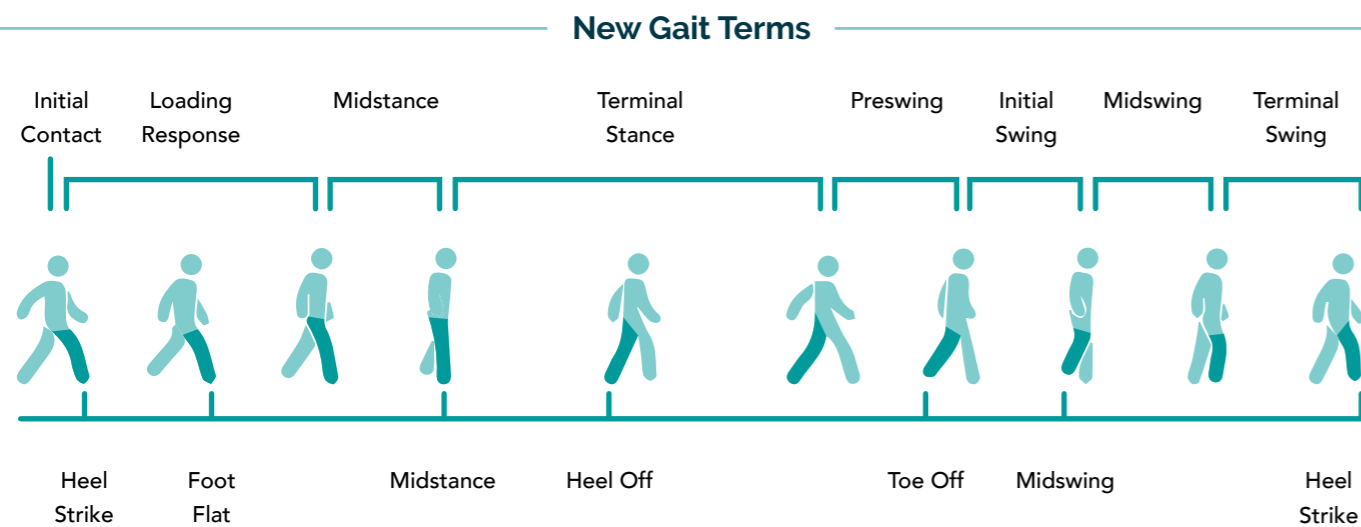 New Gait Terms
Initial
Contact
Loading
Response
Midstance
Terminal
Stance
Preswing
Initial
Swing
Midswing
Terminal
Swing
Heel
Strike
Foot
Flat
Midstance
Heel Off
Toe Off
Midswing
Heel
Strike